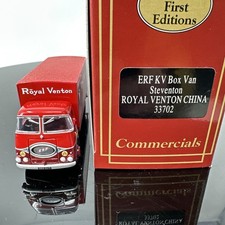 First
Editions
Royal Venton
ERF KV Box Van
Steventon
ROYAL VENTON CHINA
33702
Commercials